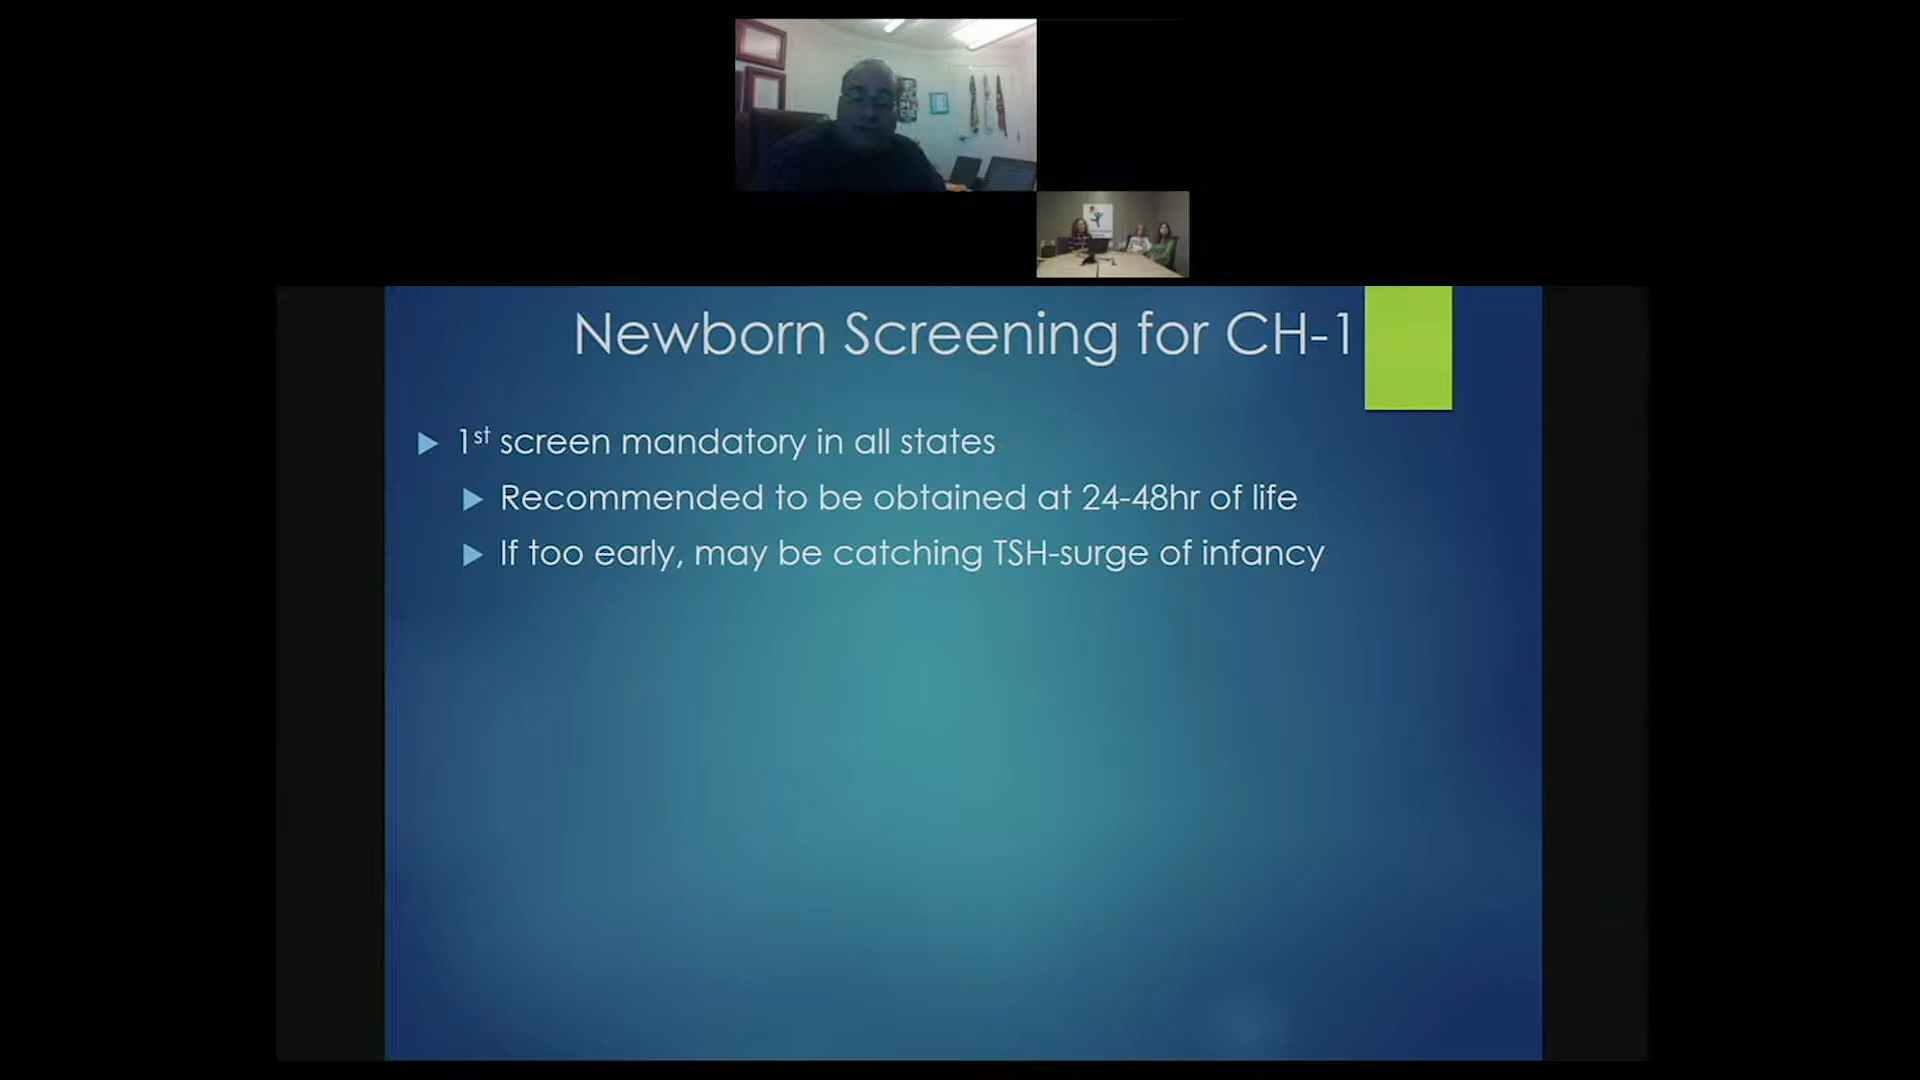 Newborn Screening for CH-1
1st screen mandatory in all states
Recommended to be obtained at 24-48hr of life
If too early, may be catching TSH-surge of infancy